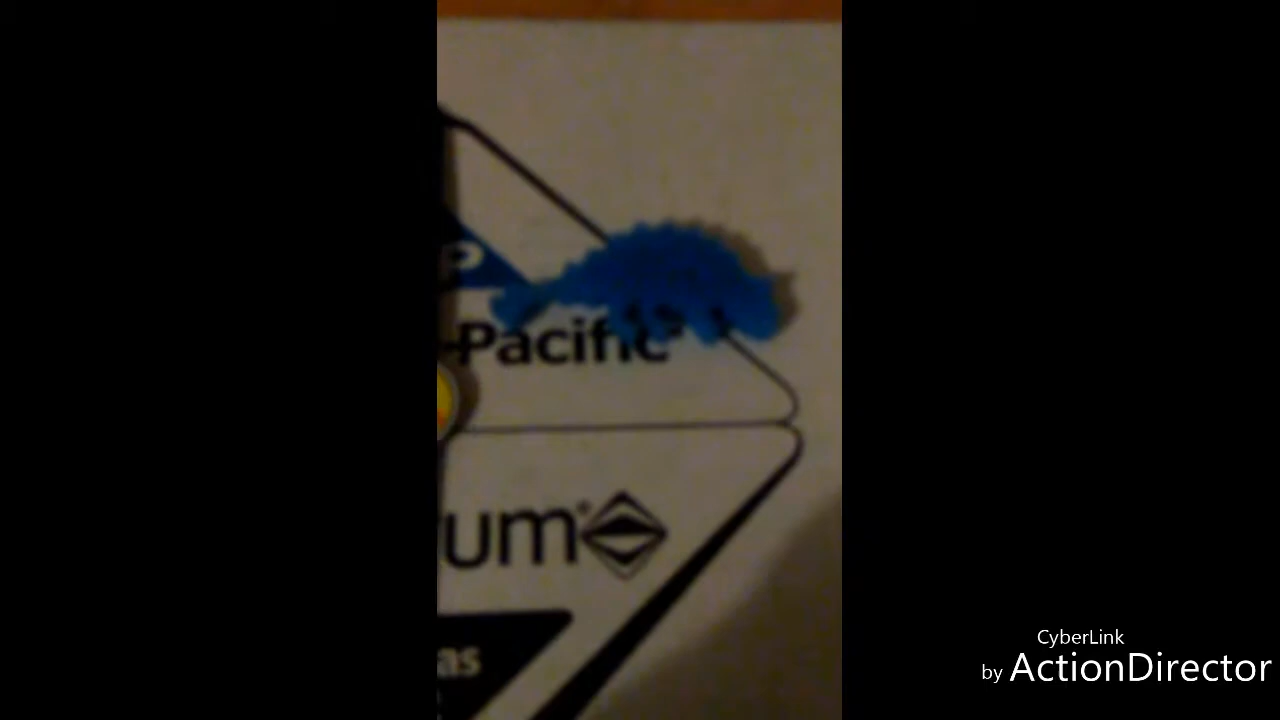 P
-Pacific
um®
as
CyberLink
by ActionDirector